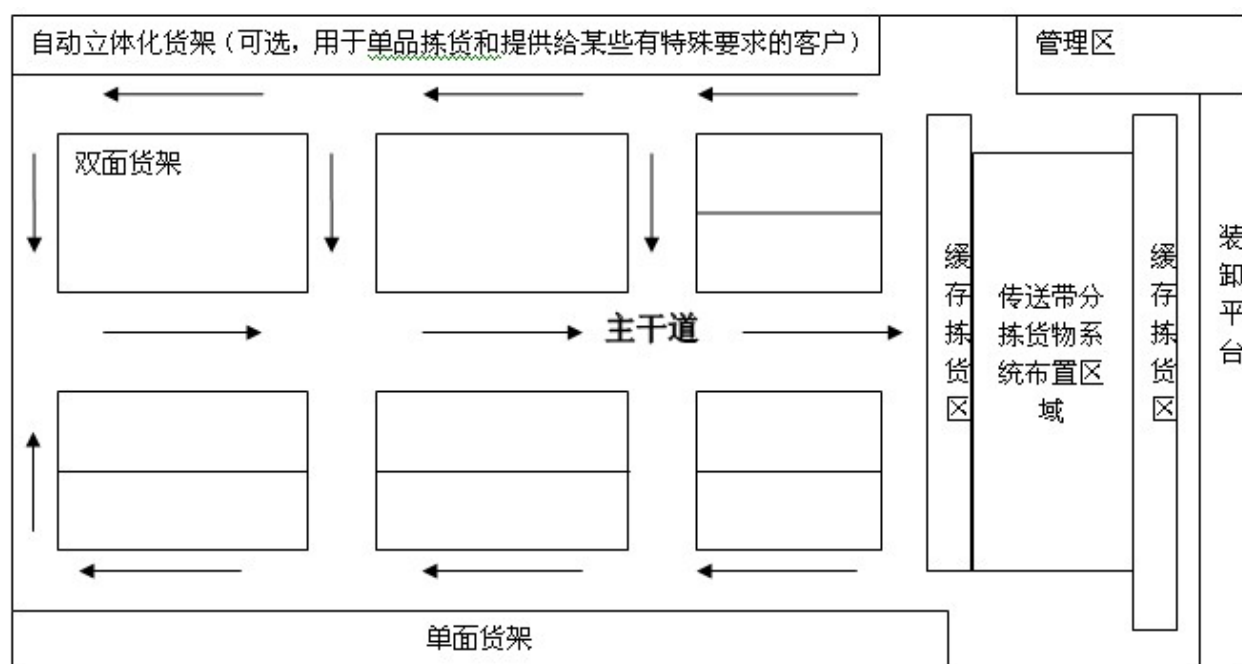 自动立体化货架（可选，用于单品拣货和提供给某些有特殊要求的客户）
管理区
双面货架
主干道
缓存拣货区
传送带分
拣货物系
统布置区
域
缓存拣货区
装卸平台
单面货架